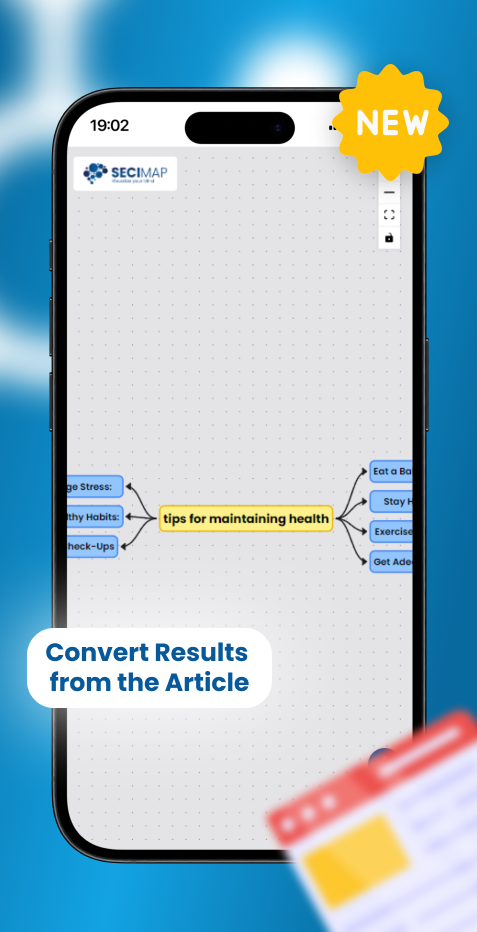 19:02
NEW
SECIMAP
Visualize your Mind
ge Stress:
lthy Habits:
heck-Ups
tips for maintaining health
Eat a Ba
Stay H
Exercise
Get Ade
Convert Results
from the Article